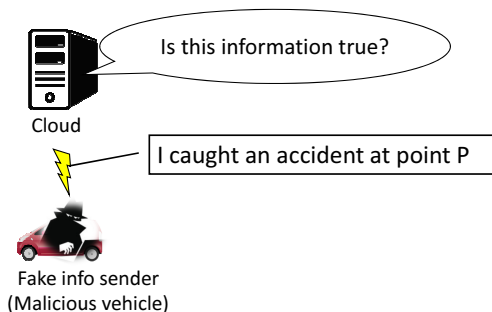 Is this information true?
Cloud
I caught an accident at point P
Fake info sender
(Malicious vehicle)